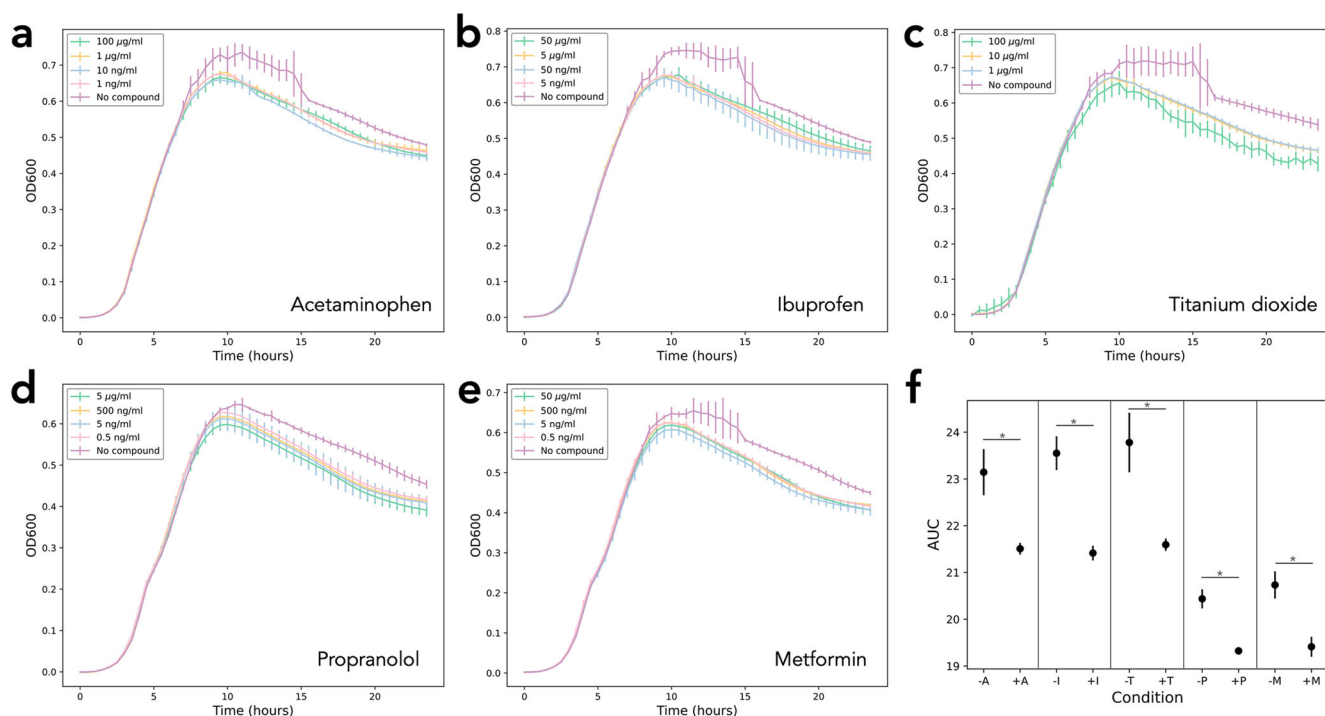 a
100 µg/ml
1 µg/ml
10 ng/ml
1 ng/ml
No compound
0.7
0.6
0.5
0.4
0.3
0.2
0.1
0.0
OD600
0
5
10
15
20
Time (hours)
Acetaminophen
b
50 µg/ml
5 µg/ml
50 ng/ml
5 ng/ml
No compound
0.8
0.7
0.6
0.5
0.4
0.3
0.2
0.1
0.0
OD600
0
5
10
15
20
Time (hours)
Ibuprofen
c
100 µg/ml
10 µg/ml
1 µg/ml
No compound
0.8
0.7
0.6
0.5
0.4
0.3
0.2
0.1
0.0
OD600
0
5
10
15
20
Time (hours)
Titanium dioxide
d
5 µg/ml
500 ng/ml
5 ng/ml
0.5 ng/ml
No compound
0.6
0.5
0.4
0.3
0.2
0.1
0.0
OD600
0
5
10
15
20
Time (hours)
Propranolol
e
50 µg/ml
500 ng/ml
5 ng/ml
0.5 ng/ml
No compound
0.7
0.6
0.5
0.4
0.3
0.2
0.1
0.0
OD600
0
5
10
15
20
Time (hours)
Metformin
f
24
23
22
21
20
19
AUC
* * * * *
-A +A -I +I -T +T -P +P -M +M
Condition